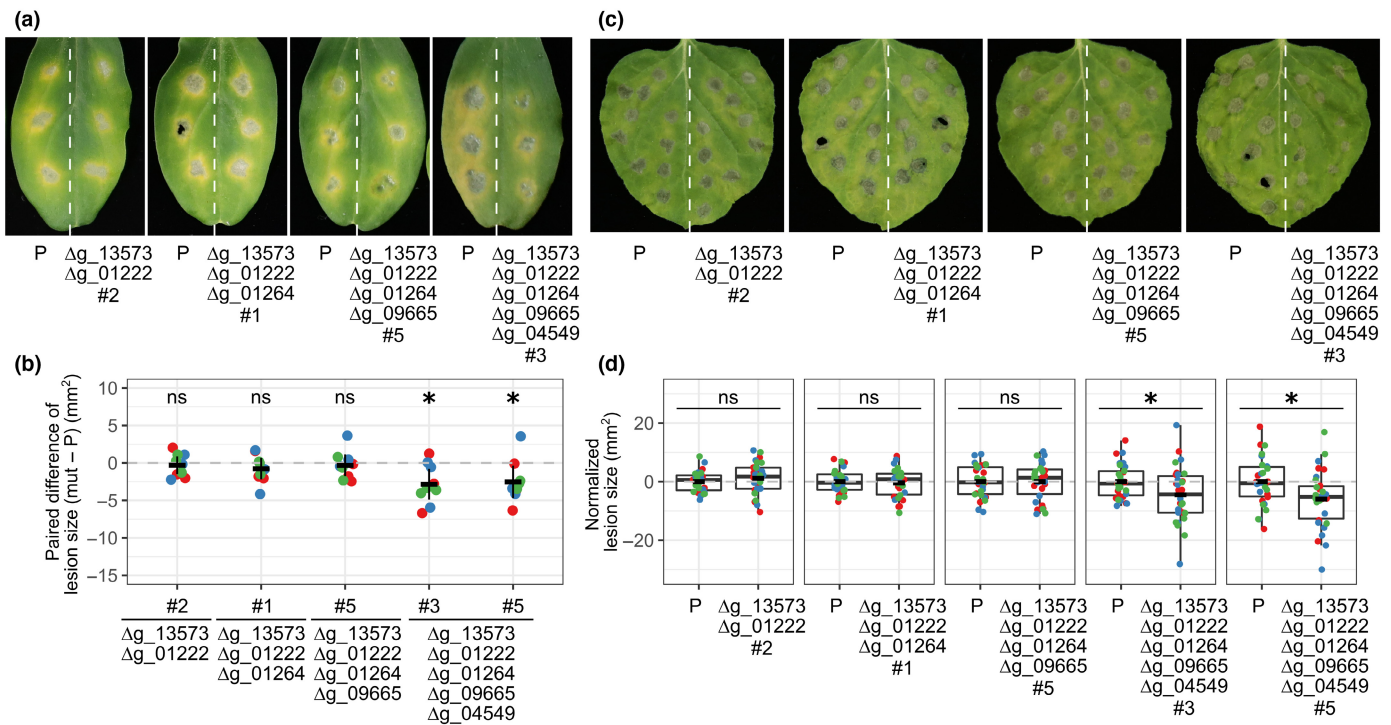 (a)
P
Δg_13573
Δg_01222
#2
P
Δg_13573
Δg_01222
Δg_01264
#1
P
Δg_13573
Δg_01222
Δg_01264
Δg_09665
#5
P
Δg_13573
Δg_01222
Δg_01264
Δg_09665
Δg_04549
#3
(b)
Paired difference of
lesion size (mut – P) (mm²)
10
5
0
−5
−10
−15
ns
ns
ns
*
*
#2
#1
#5
#3
#5
Δg_13573
Δg_01222
Δg_13573
Δg_01222
Δg_01264
Δg_13573
Δg_01222
Δg_01264
Δg_09665
Δg_13573
Δg_01222
Δg_01264
Δg_09665
Δg_04549
(c)
P
Δg_13573
Δg_01222
#2
P
Δg_13573
Δg_01222
Δg_01264
#1
P
Δg_13573
Δg_01222
Δg_01264
Δg_09665
#5
P
Δg_13573
Δg_01222
Δg_01264
Δg_09665
Δg_04549
#3
(d)
Normalized
lesion size (mm²)
20
0
−20
ns
ns
ns
*
*
P
Δg_13573
Δg_01222
#2
P
Δg_13573
Δg_01222
Δg_01264
#1
P
Δg_13573
Δg_01222
Δg_01264
Δg_09665
#5
P
Δg_13573
Δg_01222
Δg_01264
Δg_09665
Δg_04549
#3
P
Δg_13573
Δg_01222
Δg_01264
Δg_09665
Δg_04549
#5